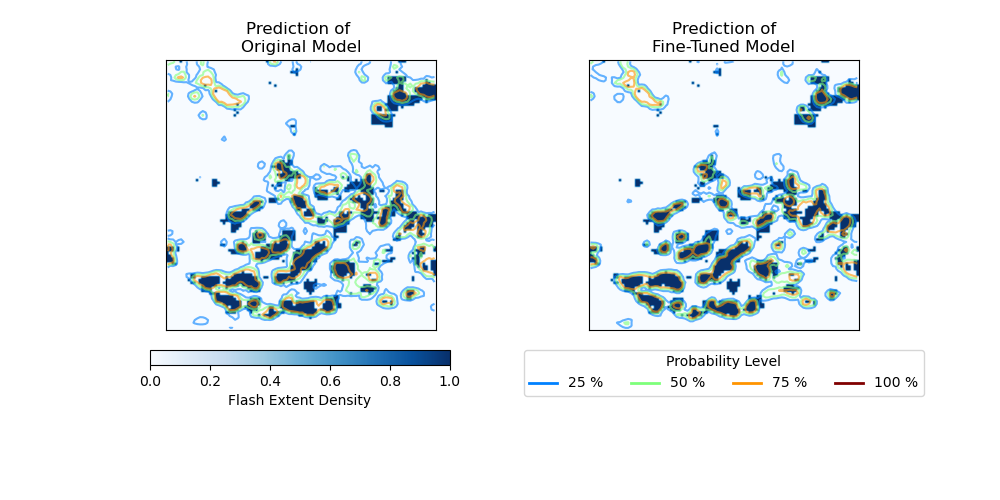 Prediction of
Original Model
Prediction of
Fine-Tuned Model
0.0 0.2 0.4 0.6 0.8 1.0
Flash Extent Density
Probability Level
25 % 50 % 75 % 100 %